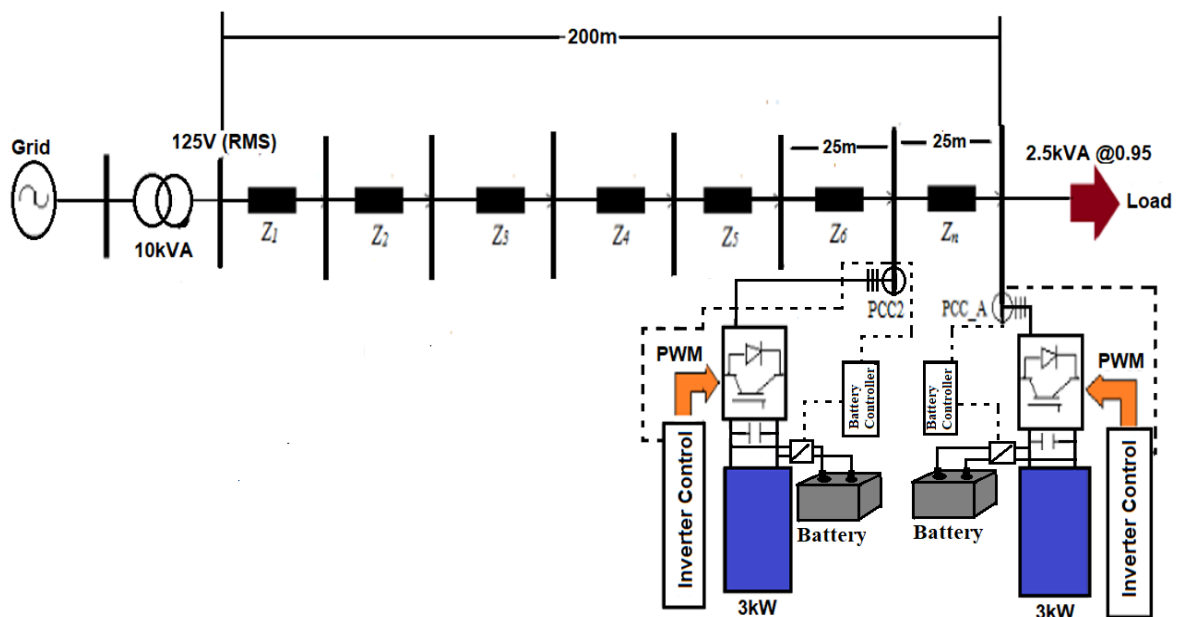 200m
125V (RMS)
Grid
25m
25m
2.5kVA @0.95
Load
Z1
Z2
Z3
Z4
Z5
Z6
Zn
10kVA
PCC2
PCC_A
PWM
PWM
Battery
Controller
Battery
Controller
Inverter Control
Inverter Control
Battery
Battery
3kW
3kW